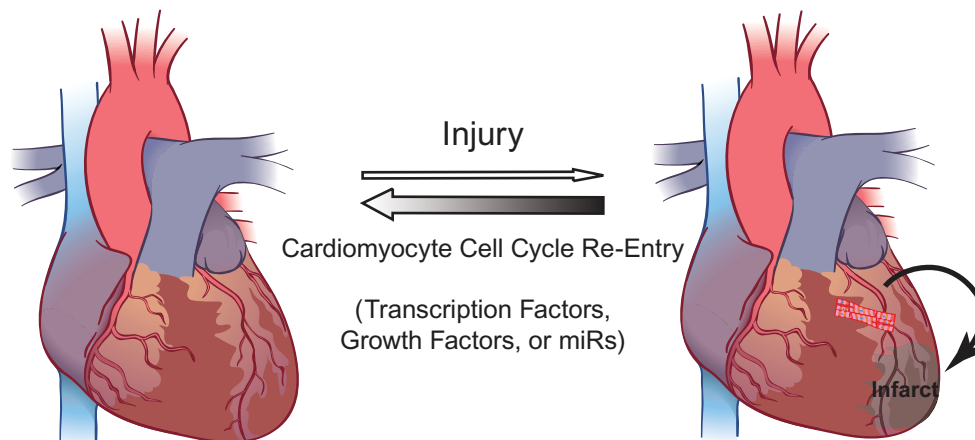 Injury
Cardiomyocyte Cell Cycle Re-Entry
(Transcription Factors,
Growth Factors, or miRs)
Infarct